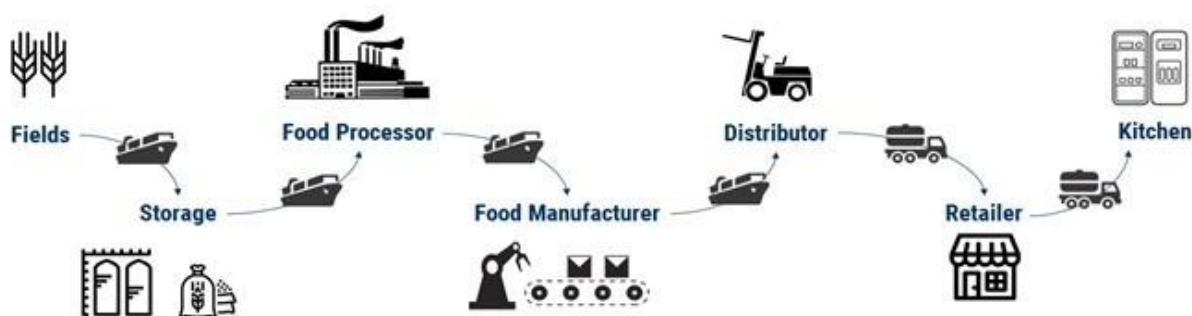 Fields
Storage
Food Processor
Food Manufacturer
Distributor
Retailer
Kitchen